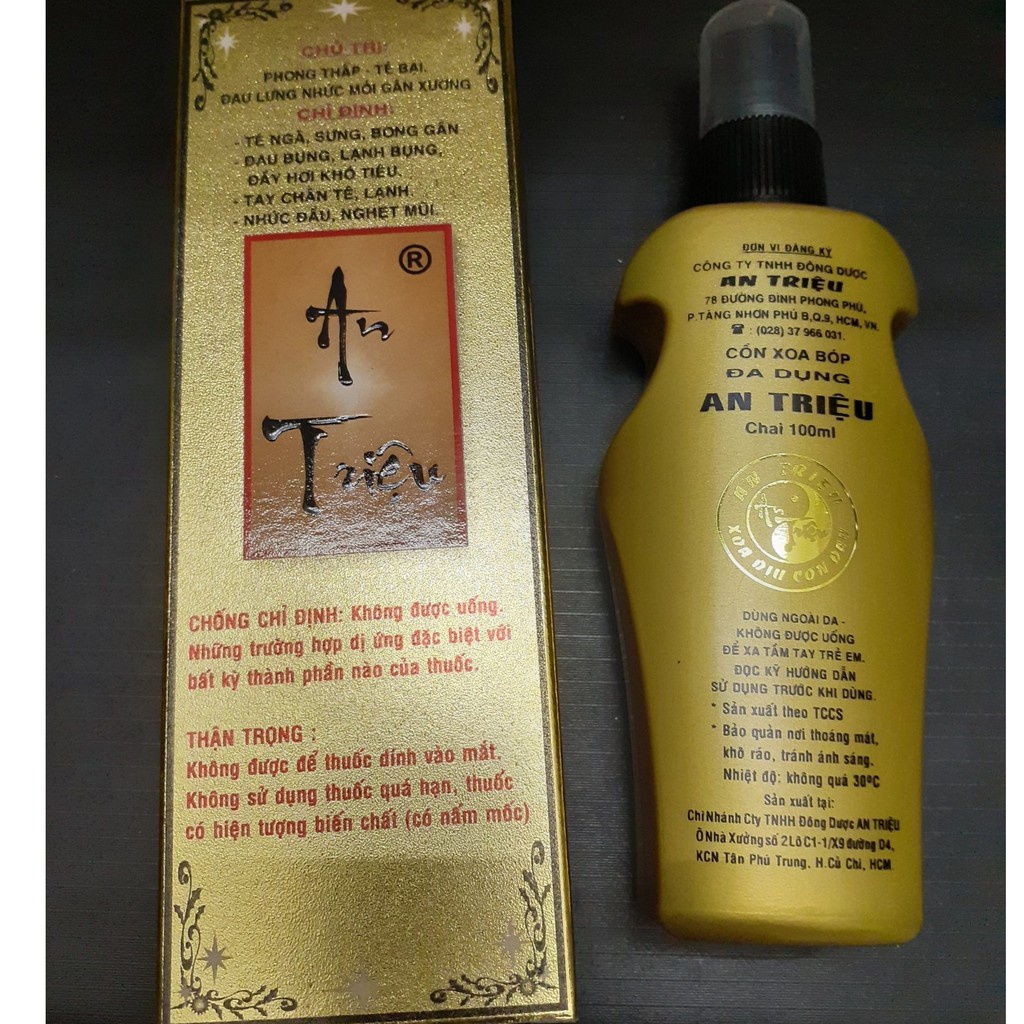 CHỦ TRỊ:
PHONG THẤP - TÊ BẠI.
ĐAU LƯNG NHỨC MỎI GÂN XƯƠNG
CHỈ ĐỊNH:
- TÉ NGÃ, SƯNG, BONG GÂN
- ĐAU BỤNG, LẠNH BỤNG,
ĐẦY HƠI KHÓ TIÊU.
- TAY CHÂN TÊ, LẠNH.
- NHỨC ĐẦU, NGHẸT MŨI.
®
An
Triệu
CHỐNG CHỈ ĐỊNH: Không được uống.
Những trường hợp dị ứng đặc biệt với
bất kỳ thành phần nào của thuốc.
THẬN TRỌNG :
Không được để thuốc dính vào mắt.
Không sử dụng thuốc quá hạn, thuốc
có hiện tượng biến chất (có nấm mốc)
ĐƠN VỊ ĐĂNG KÝ
CÔNG TY TNHH ĐÔNG DƯỢC
AN TRIỆU
78 ĐƯỜNG ĐÌNH PHONG PHÚ,
P.TĂNG NHƠN PHÚ B,Q.9, HCM, VN.
☎ : (028) 37 966 031.
CỒN XOA BÓP
ĐA DỤNG
AN TRIỆU
Chai 100ml
AN TRIỆU
An
Triệu
XOA DỊU CƠN ĐAU
DÙNG NGOÀI DA -
KHÔNG ĐƯỢC UỐNG
ĐỂ XA TẦM TAY TRẺ EM.
ĐỌC KỸ HƯỚNG DẪN
SỬ DỤNG TRƯỚC KHI DÙNG.
* Sản xuất theo TCCS
* Bảo quản nơi thoáng mát,
khô ráo, tránh ánh sáng.
Nhiệt độ: không quá 30ºC
Sản xuất tại:
Chi Nhánh Cty TNHH Đông Dược AN TRIỆU
Ô Nhà Xưởng số 2 Lô C1-1/X9 đường D4,
KCN Tân Phú Trung. H.Củ Chi, HCM